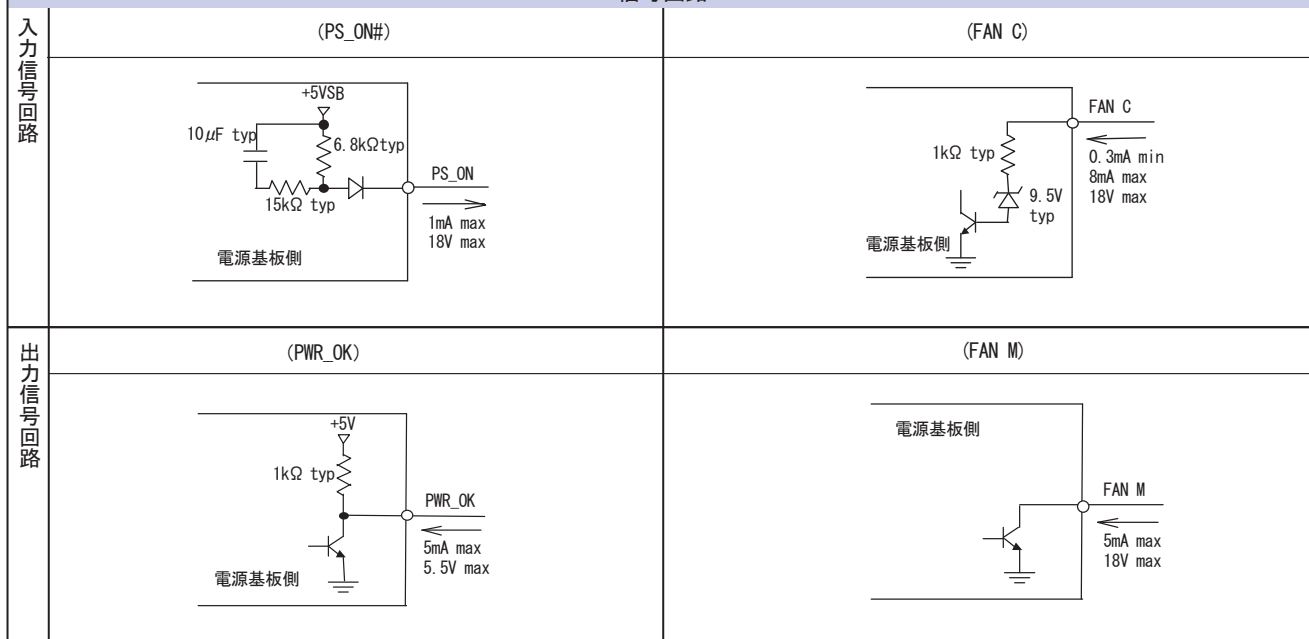 入力信号回路
(PS_ON#)
+5VSB
10μF typ
6.8kΩtyp
15kΩ typ
PS_ON
1mA max
18V max
電源基板側
(FAN C)
FAN C
1kΩ typ
0.3mA min
8mA max
18V max
9.5V
typ
電源基板側
出力信号回路
(PWR_OK)
+5V
1kΩ typ
PWR_OK
5mA max
5.5V max
電源基板側
(FAN M)
電源基板側
FAN M
5mA max
18V max